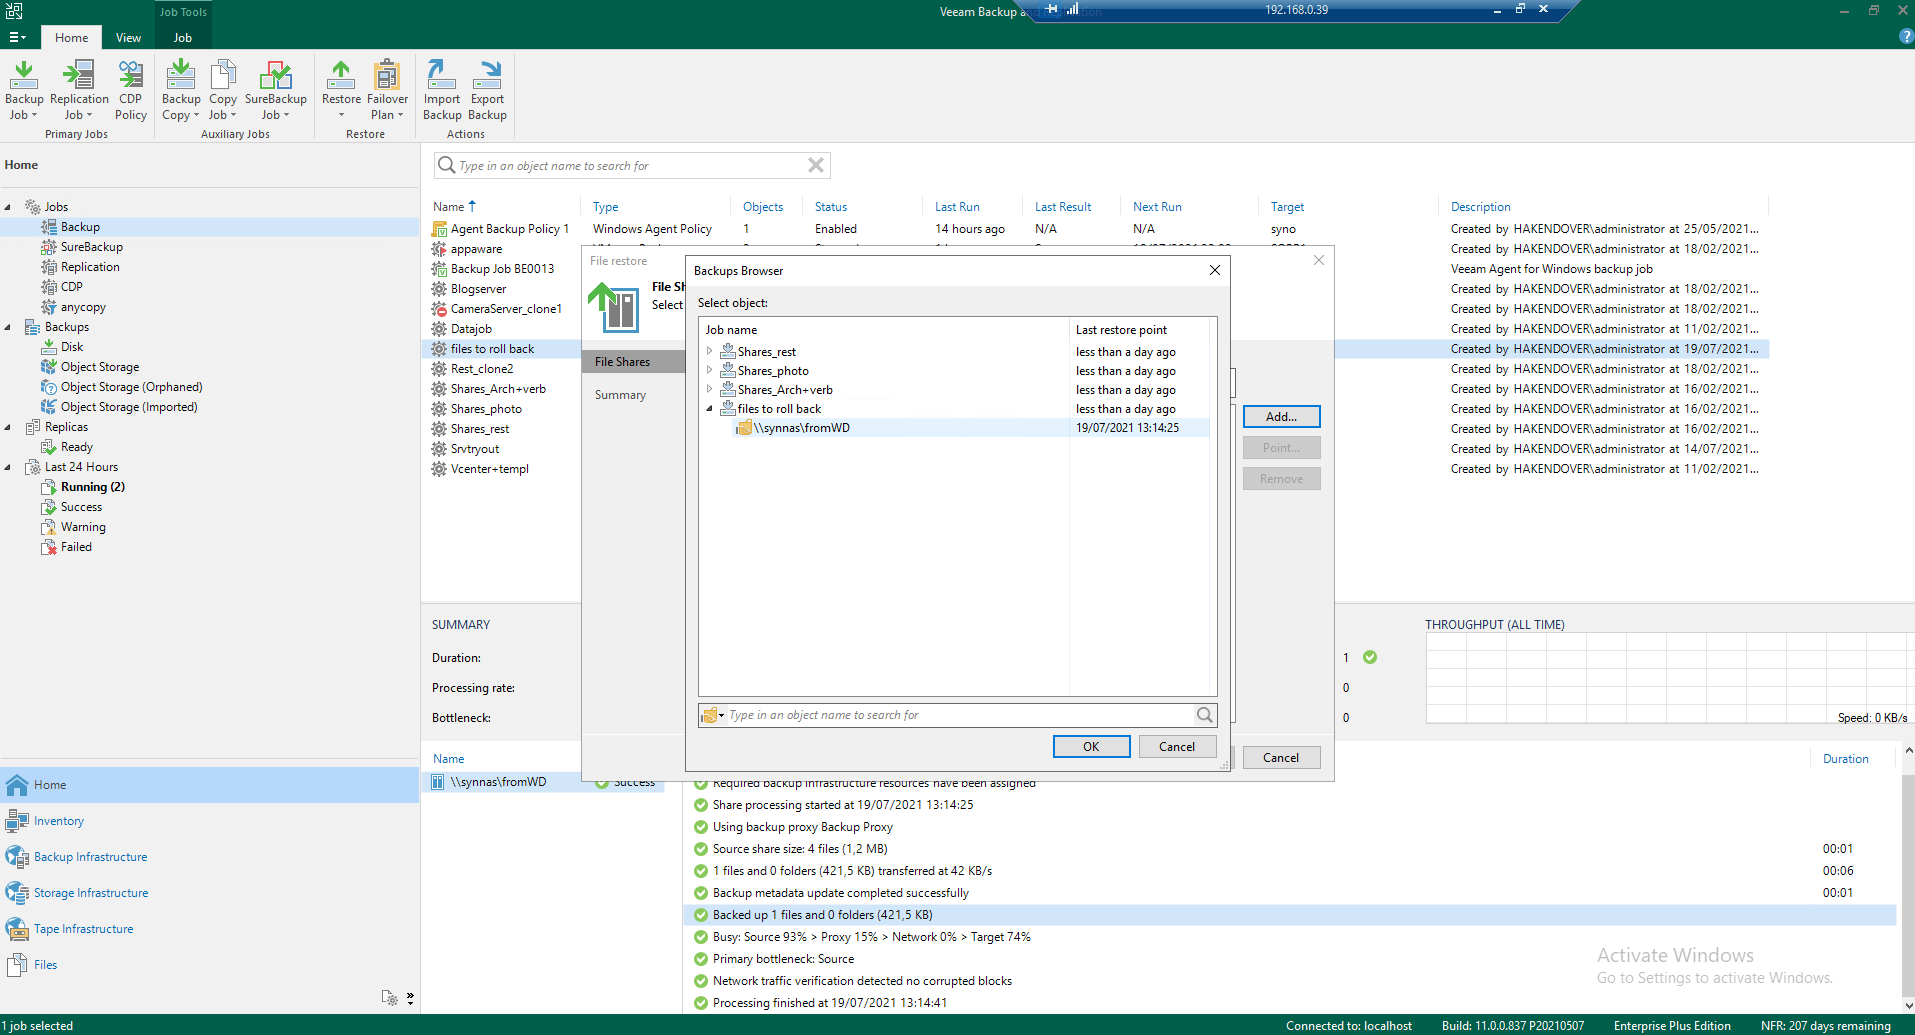 Job Tools
Veeam Backup an
192.168.0.39
Home
View
Job
Backup Job
Replication Job
CDP Policy
Backup Copy
Copy Job
SureBackup Job
Restore
Failover Plan
Import Backup
Export Backup
Primary Jobs
Auxiliary Jobs
Restore
Actions
Home
Jobs
Backup
SureBackup
Replication
CDP
anycopy
Backups
Disk
Object Storage
Object Storage (Orphaned)
Object Storage (Imported)
Replicas
Ready
Last 24 Hours
Running (2)
Success
Warning
Failed
Home
Inventory
Backup Infrastructure
Storage Infrastructure
Tape Infrastructure
Files
Type in an object name to search for
Name Type Objects Status Last Run Last Result Next Run Target Description
Agent Backup Policy 1 Windows Agent Policy 1 Enabled 14 hours ago N/A N/A syno Created by HAKENDOVER\administrator at 25/05/2021...
appaware Created by HAKENDOVER\administrator at 18/02/2021...
Backup Job BE0013 Veeam Agent for Windows backup job
Blogserver Created by HAKENDOVER\administrator at 18/02/2021...
CameraServer_clone1 Created by HAKENDOVER\administrator at 18/02/2021...
Datajob Created by HAKENDOVER\administrator at 11/02/2021...
files to roll back Created by HAKENDOVER\administrator at 19/07/2021...
Rest_clone2 Created by HAKENDOVER\administrator at 18/02/2021...
Shares_Arch+verb Created by HAKENDOVER\administrator at 16/02/2021...
Shares_photo Created by HAKENDOVER\administrator at 16/02/2021...
Shares_rest Created by HAKENDOVER\administrator at 16/02/2021...
Srvtryout Created by HAKENDOVER\administrator at 14/07/2021...
Vcenter+templ Created by HAKENDOVER\administrator at 11/02/2021...
File restore
File Sh
Select
File Shares
Summary
Add...
Point...
Remove
Cancel
Backups Browser
Select object:
Job name Last restore point
Shares_rest less than a day ago
Shares_photo less than a day ago
Shares_Arch+verb less than a day ago
files to roll back less than a day ago
\\synnas\fromWD 19/07/2021 13:14:25
Type in an object name to search for
OK Cancel
SUMMARY
Duration:
Processing rate:
Bottleneck:
1
0
0
THROUGHPUT (ALL TIME)
Speed: 0 KB/s
Name
\\synnas\fromWD Success
Duration
Required backup infrastructure resources have been assigned
Share processing started at 19/07/2021 13:14:25
Using backup proxy Backup Proxy
Source share size: 4 files (1,2 MB) 00:01
1 files and 0 folders (421,5 KB) transferred at 42 KB/s 00:06
Backup metadata update completed successfully 00:01
Backed up 1 files and 0 folders (421,5 KB)
Busy: Source 93% > Proxy 15% > Network 0% > Target 74%
Primary bottleneck: Source
Network traffic verification detected no corrupted blocks
Processing finished at 19/07/2021 13:14:41
Activate Windows
Go to Settings to activate Windows.
1 job selected
Connected to: localhost
Build: 11.0.0.837 P20210507
Enterprise Plus Edition
NFR: 207 days remaining